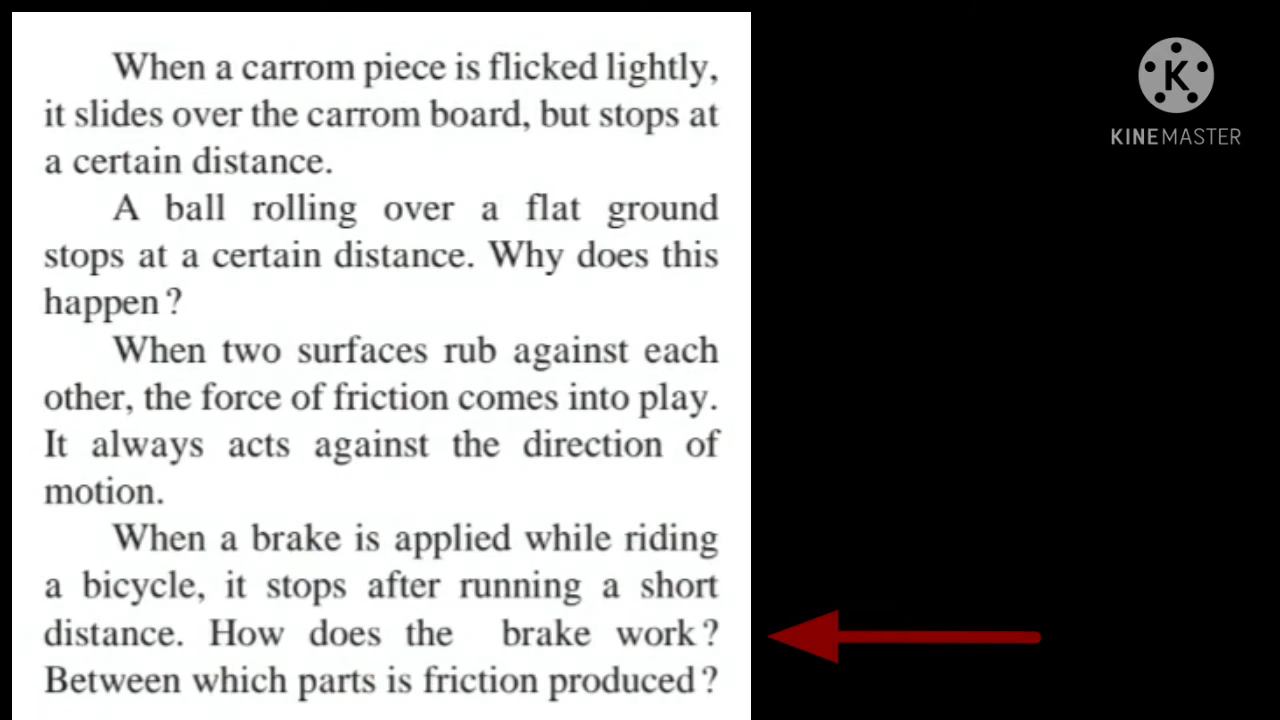 When a carrom piece is flicked lightly,
it slides over the carrom board, but stops at
a certain distance.
A ball rolling over a flat ground
stops at a certain distance. Why does this
happen ?
When two surfaces rub against each
other, the force of friction comes into play.
It always acts against the direction of
motion.
When a brake is applied while riding
a bicycle, it stops after running a short
distance. How does the brake work ?
Between which parts is friction produced ?
K
KINEMASTER